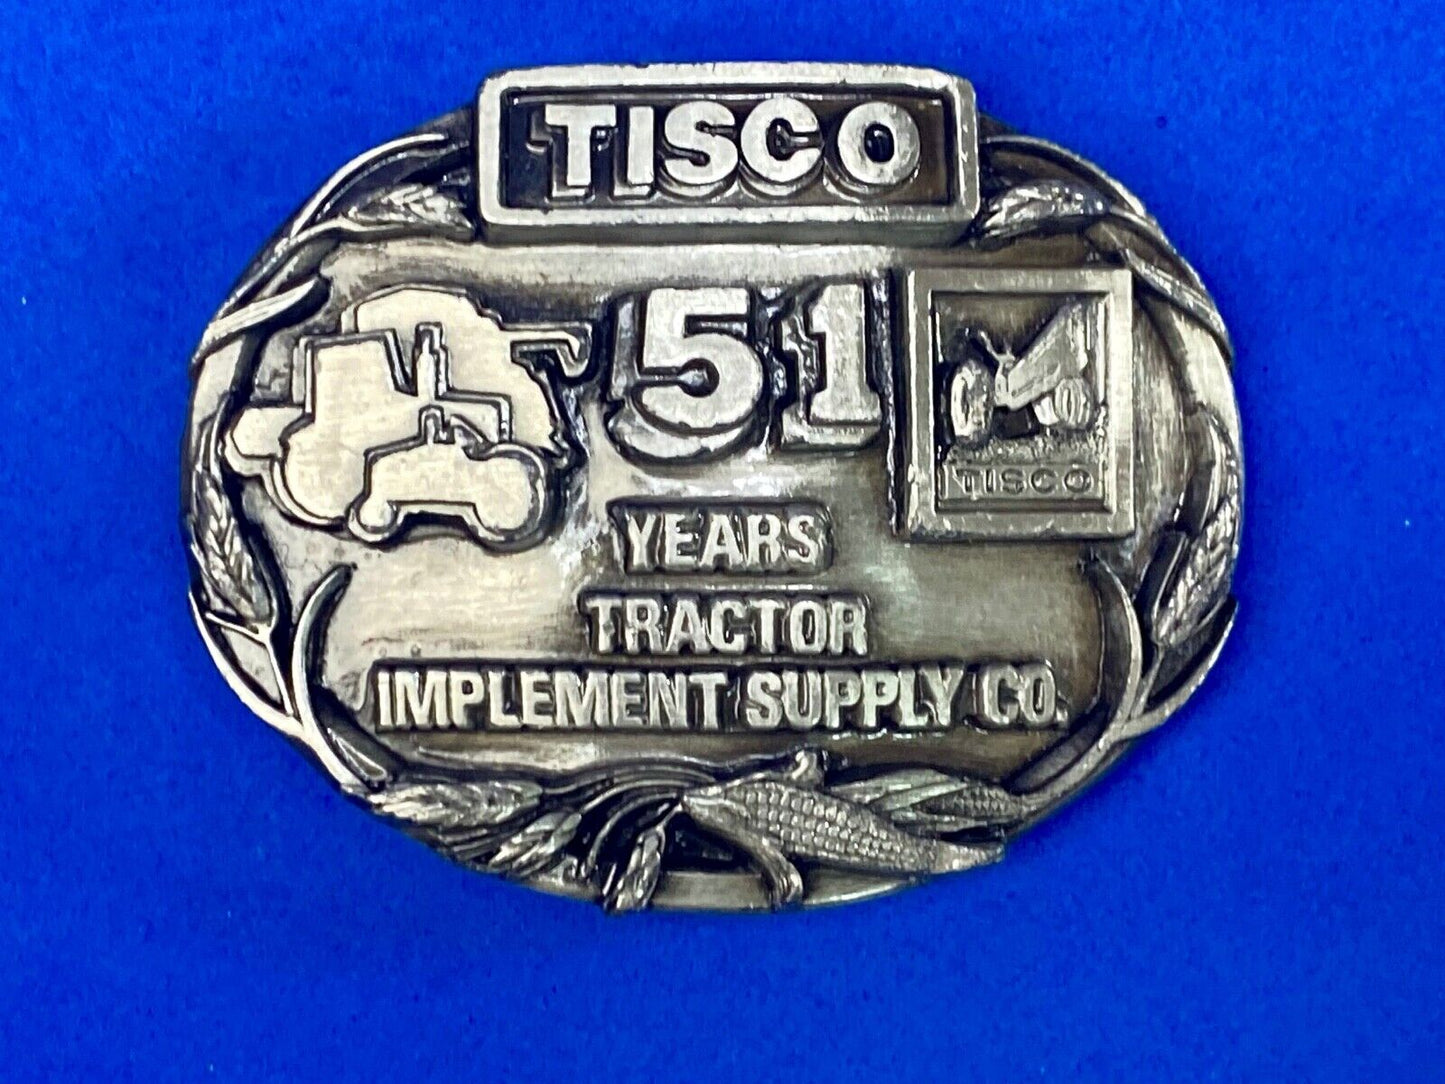 TISCO
51
TISCO
YEARS
TRACTOR
IMPLEMENT SUPPLY CO.